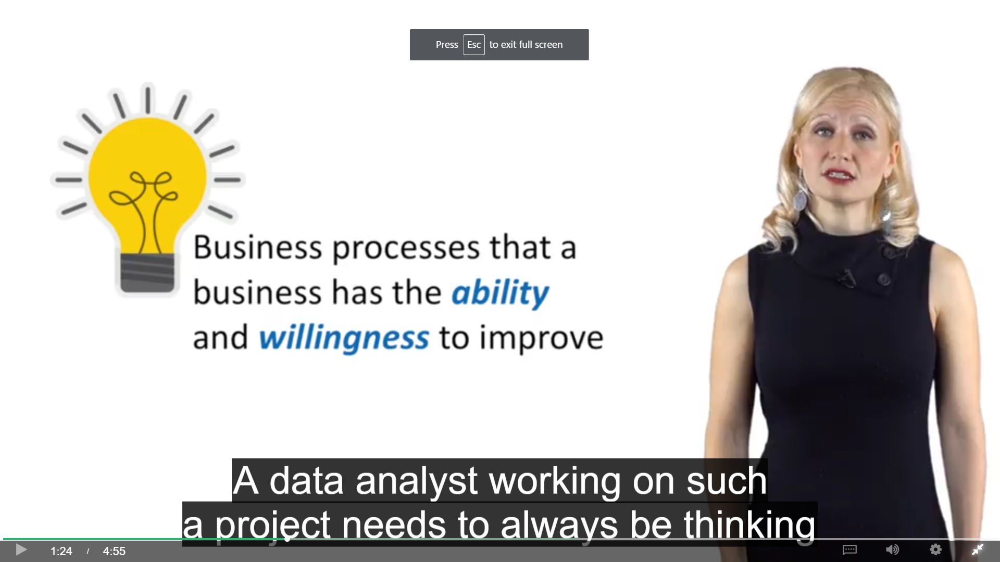 Press Esc to exit full screen
Business processes that a
business has the ability
and willingness to improve
A data analyst working on such
a project needs to always be thinking
1:24 / 4:55